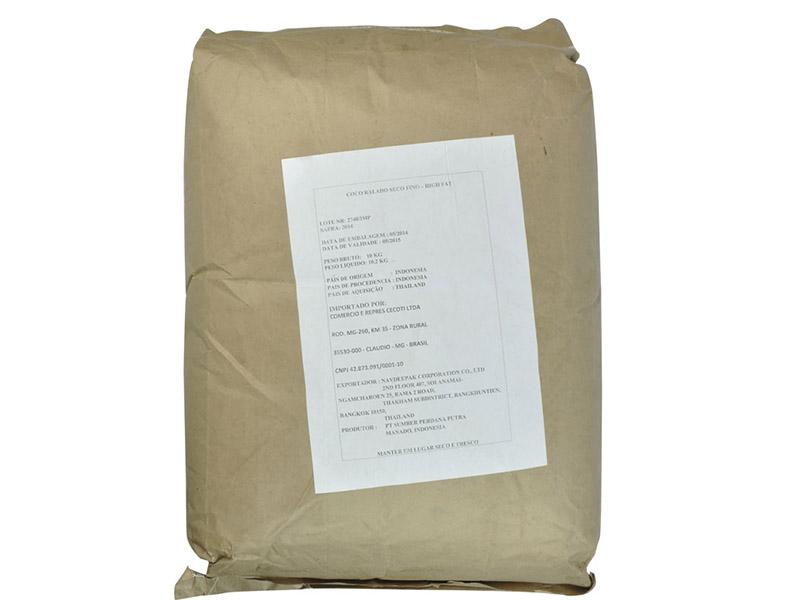 COCO RALADO SECO FINO - HIGH FAT
LOTE NR: 2740/IMP
SAFRA: 2014
DATA DE EMBALAGEM : 05/2014
DATA DE VALIDADE : 05/2015
PESO BRUTO: 10 KG
PESO LIQUIDO: 10.2 KG
PAÍS DE ORIGEM : INDONESIA
PAIS DE PROCEDENCIA : INDONESIA
PAIS DE AQUISIÇÃO : THAILAND
IMPORTADO POR:
COMERCIO E REPRES CECOTI LTDA
ROD. MG-260, KM 35 - ZONA RURAL
35530-000 - CLAUDIO - MG - BRASIL
CNPJ 42.873.091/0001-10
EXPORTADOR : NAVDEEPAK CORPORATION CO., LTD
2ND FLOOR 407, SOI ANAMAI-
NGAMCHAROEN 25, RAMA 2 ROAD,
THAKHAM SUBDISTRICT, BANGKHUNTIEN,
BANGKOK 10150,
THAILAND
PRODUTOR : PT SUMBER PERDANA PUTRA
MANADO, INDONESIA
MANTER EM LUGAR SECO E FRESCO